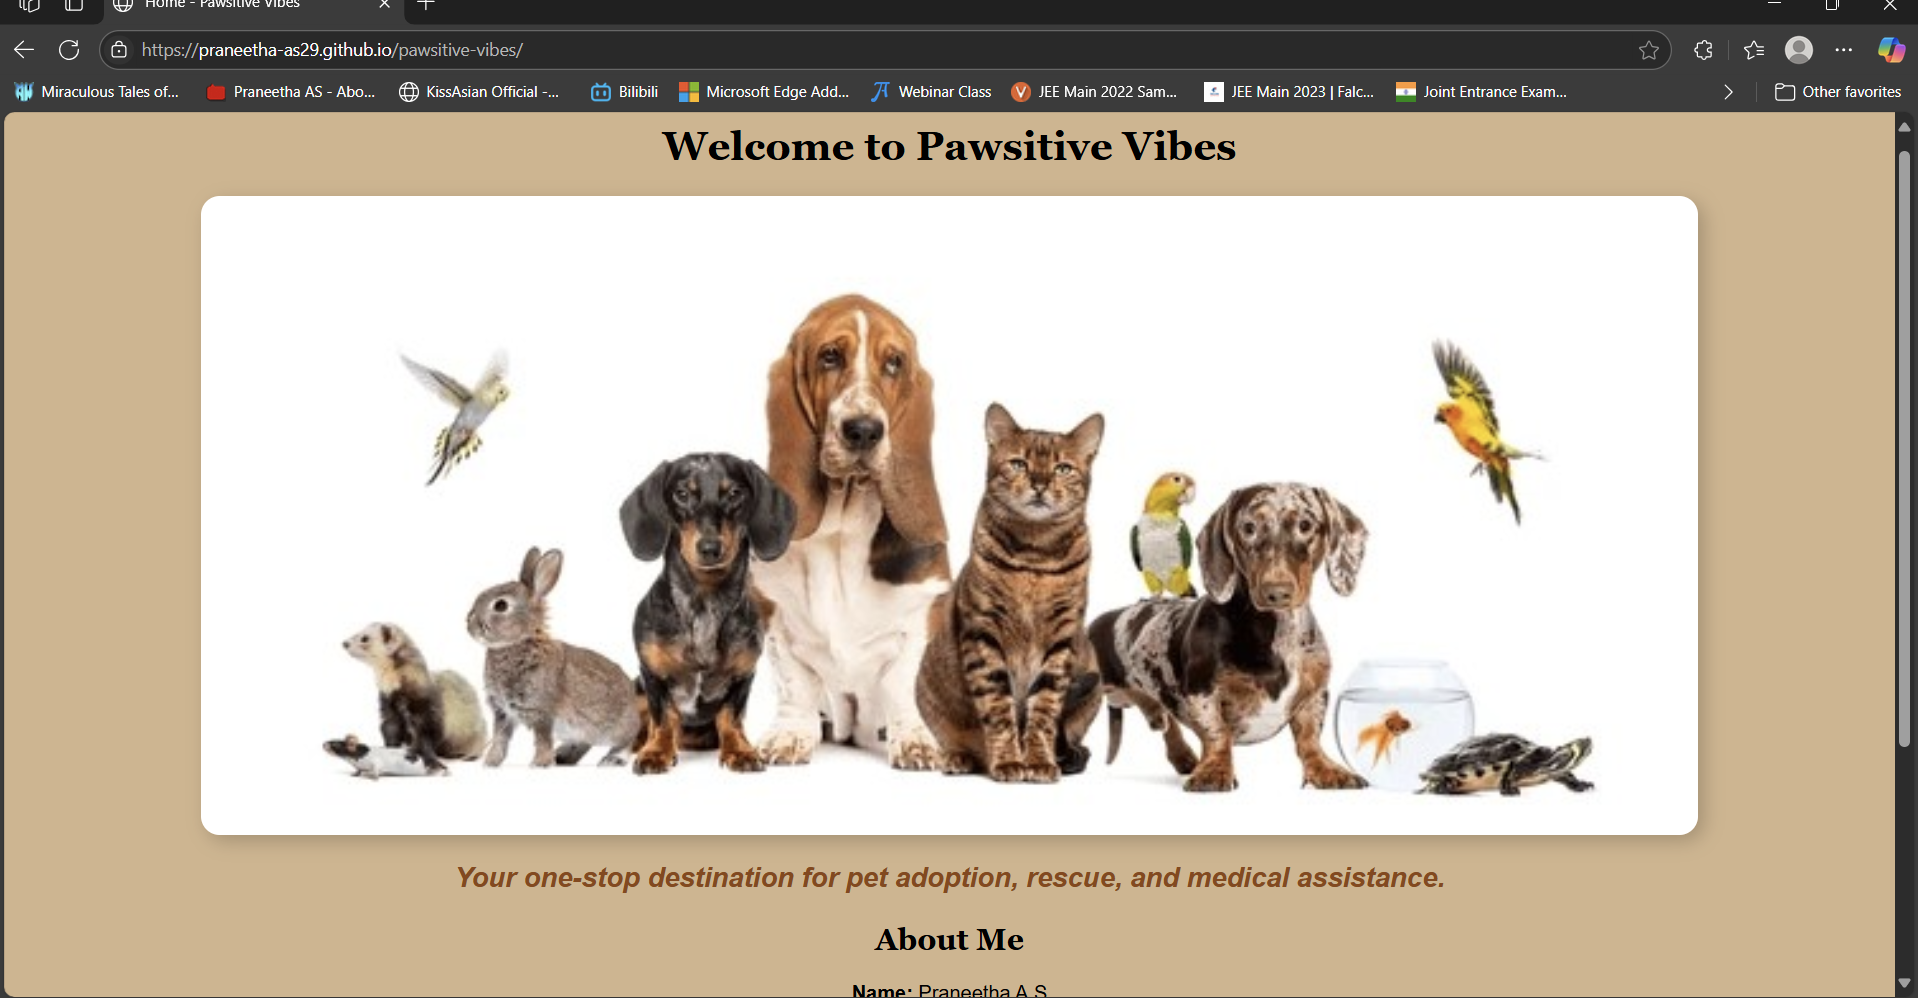 Home - Pawsitive Vibes
https://praneetha-as29.github.io/pawsitive-vibes/
Miraculous Tales of...
Praneetha AS - Abo...
KissAsian Official -...
Bilibili
Microsoft Edge Add...
Webinar Class
JEE Main 2022 Sam...
JEE Main 2023 | Falc...
Joint Entrance Exam...
Other favorites
Welcome to Pawsitive Vibes
Your one-stop destination for pet adoption, rescue, and medical assistance.
About Me
Name: Praneetha A S